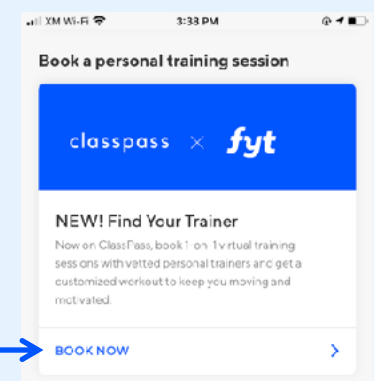 XM Wi-Fi 3:33 PM
Book a personal training session
classpass × fyt
NEW! Find Your Trainer
Now on ClassPass, book 1-on-1 virtual training
sessions with vetted personal trainers and get a
customized workout to keep you moving and
motivated.
BOOK NOW